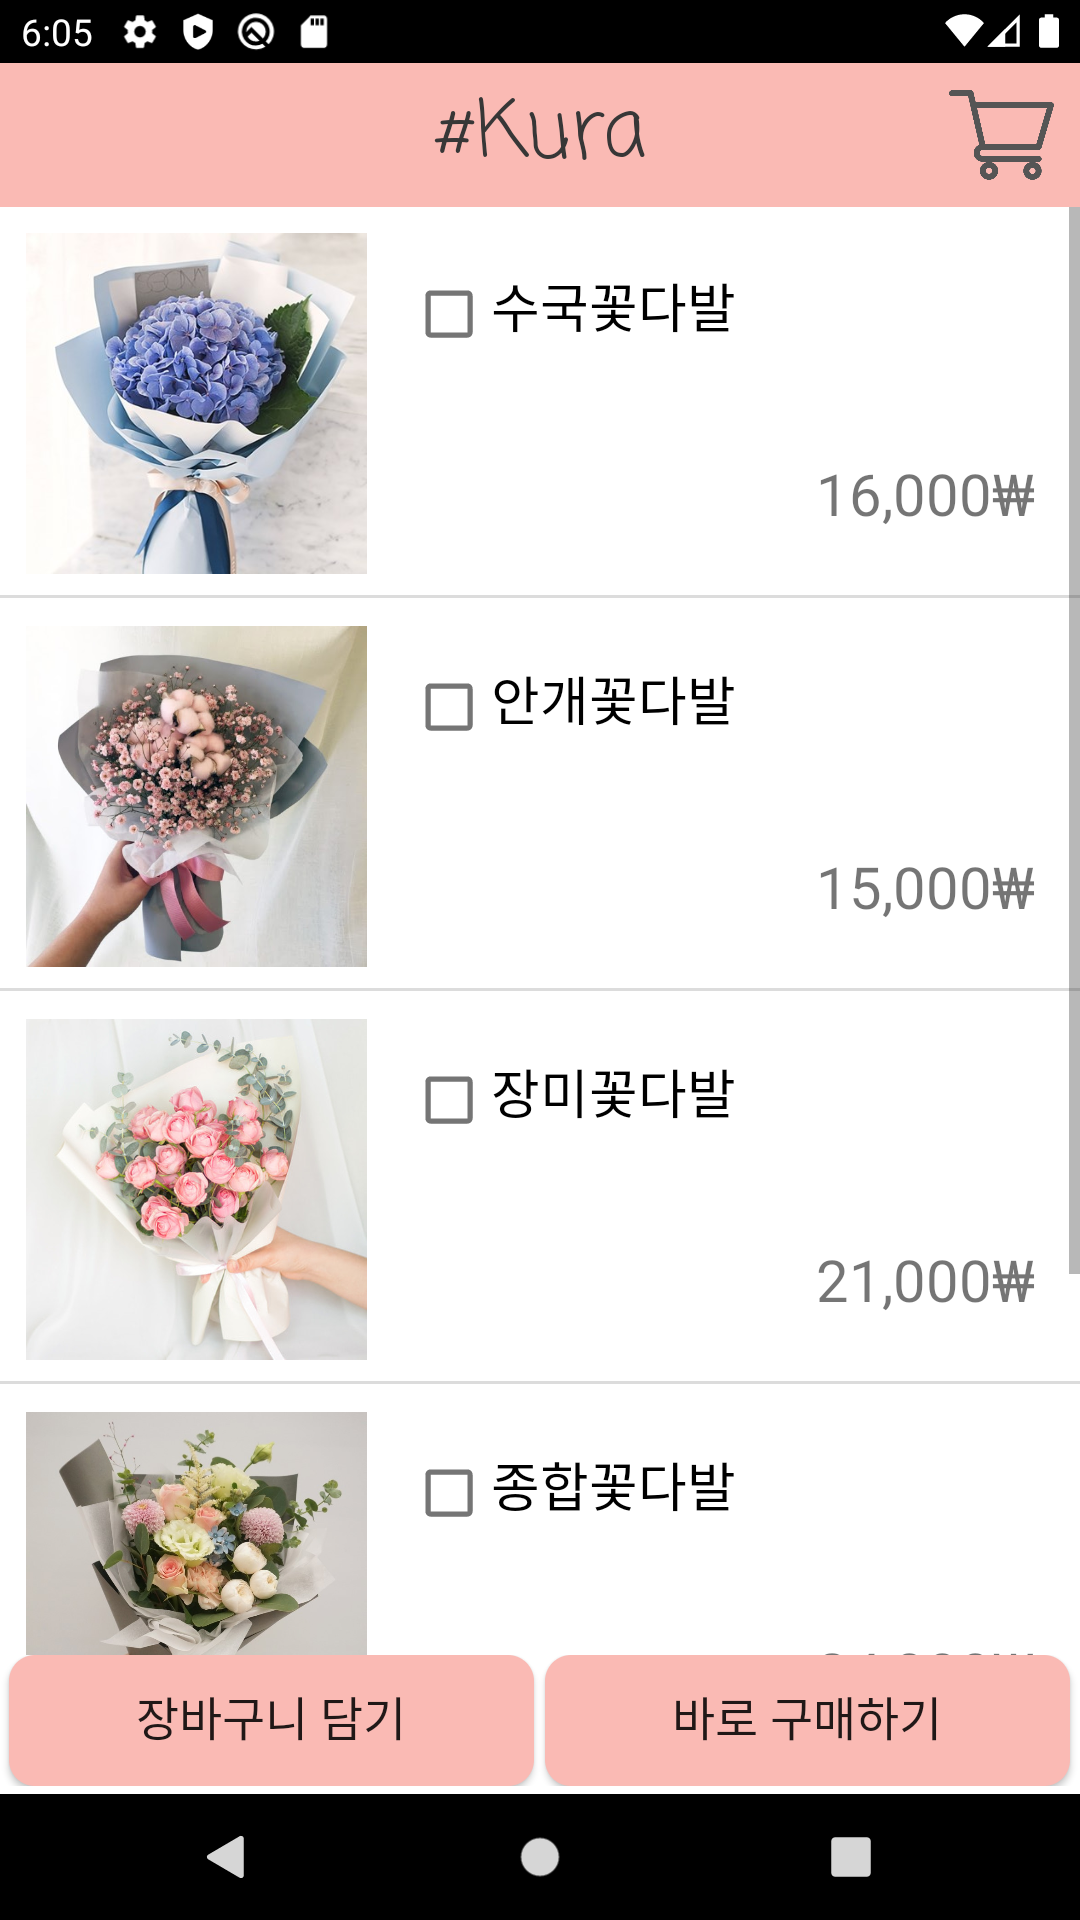 6:05
#Kura
수국꽃다발
16,000₩
안개꽃다발
15,000₩
장미꽃다발
21,000₩
종합꽃다발
장바구니 담기
바로 구매하기